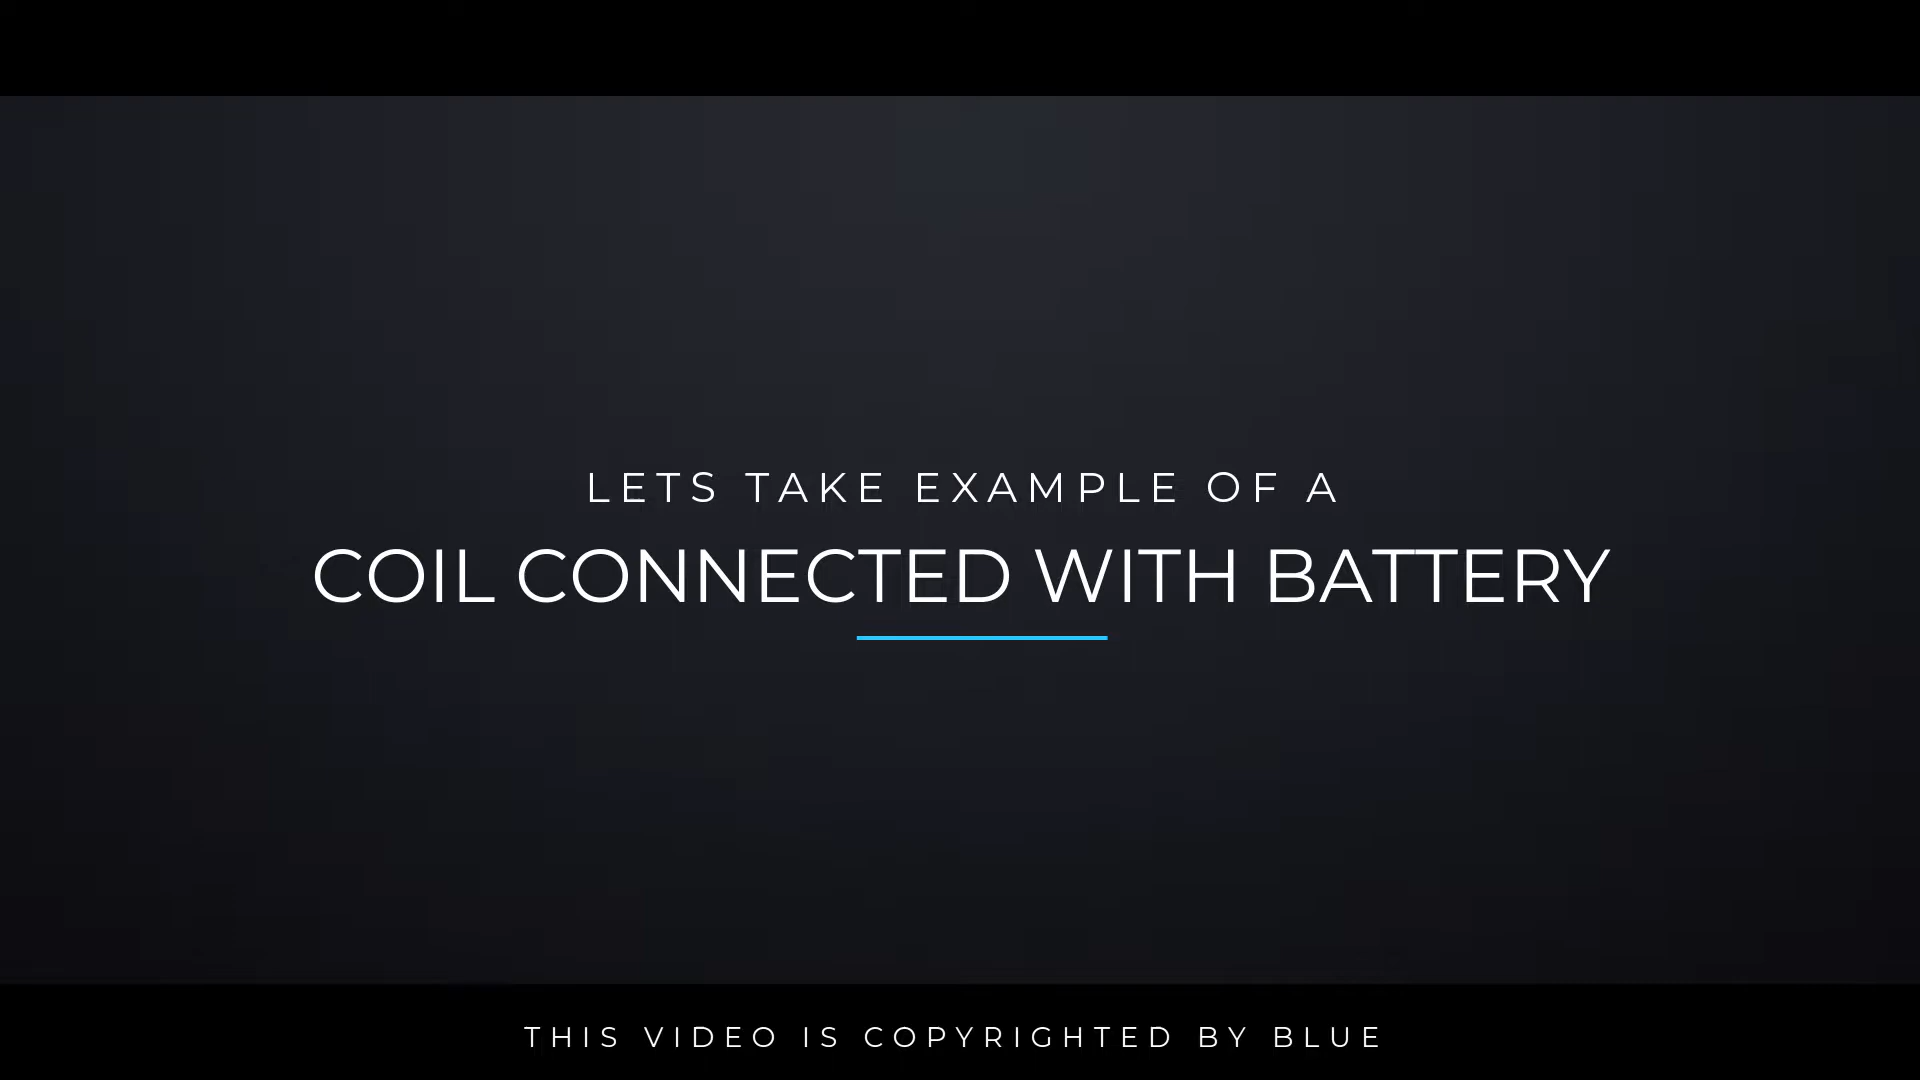 LETS TAKE EXAMPLE OF A
COIL CONNECTED WITH BATTERY
THIS VIDEO IS COPYRIGHTED BY BLUE